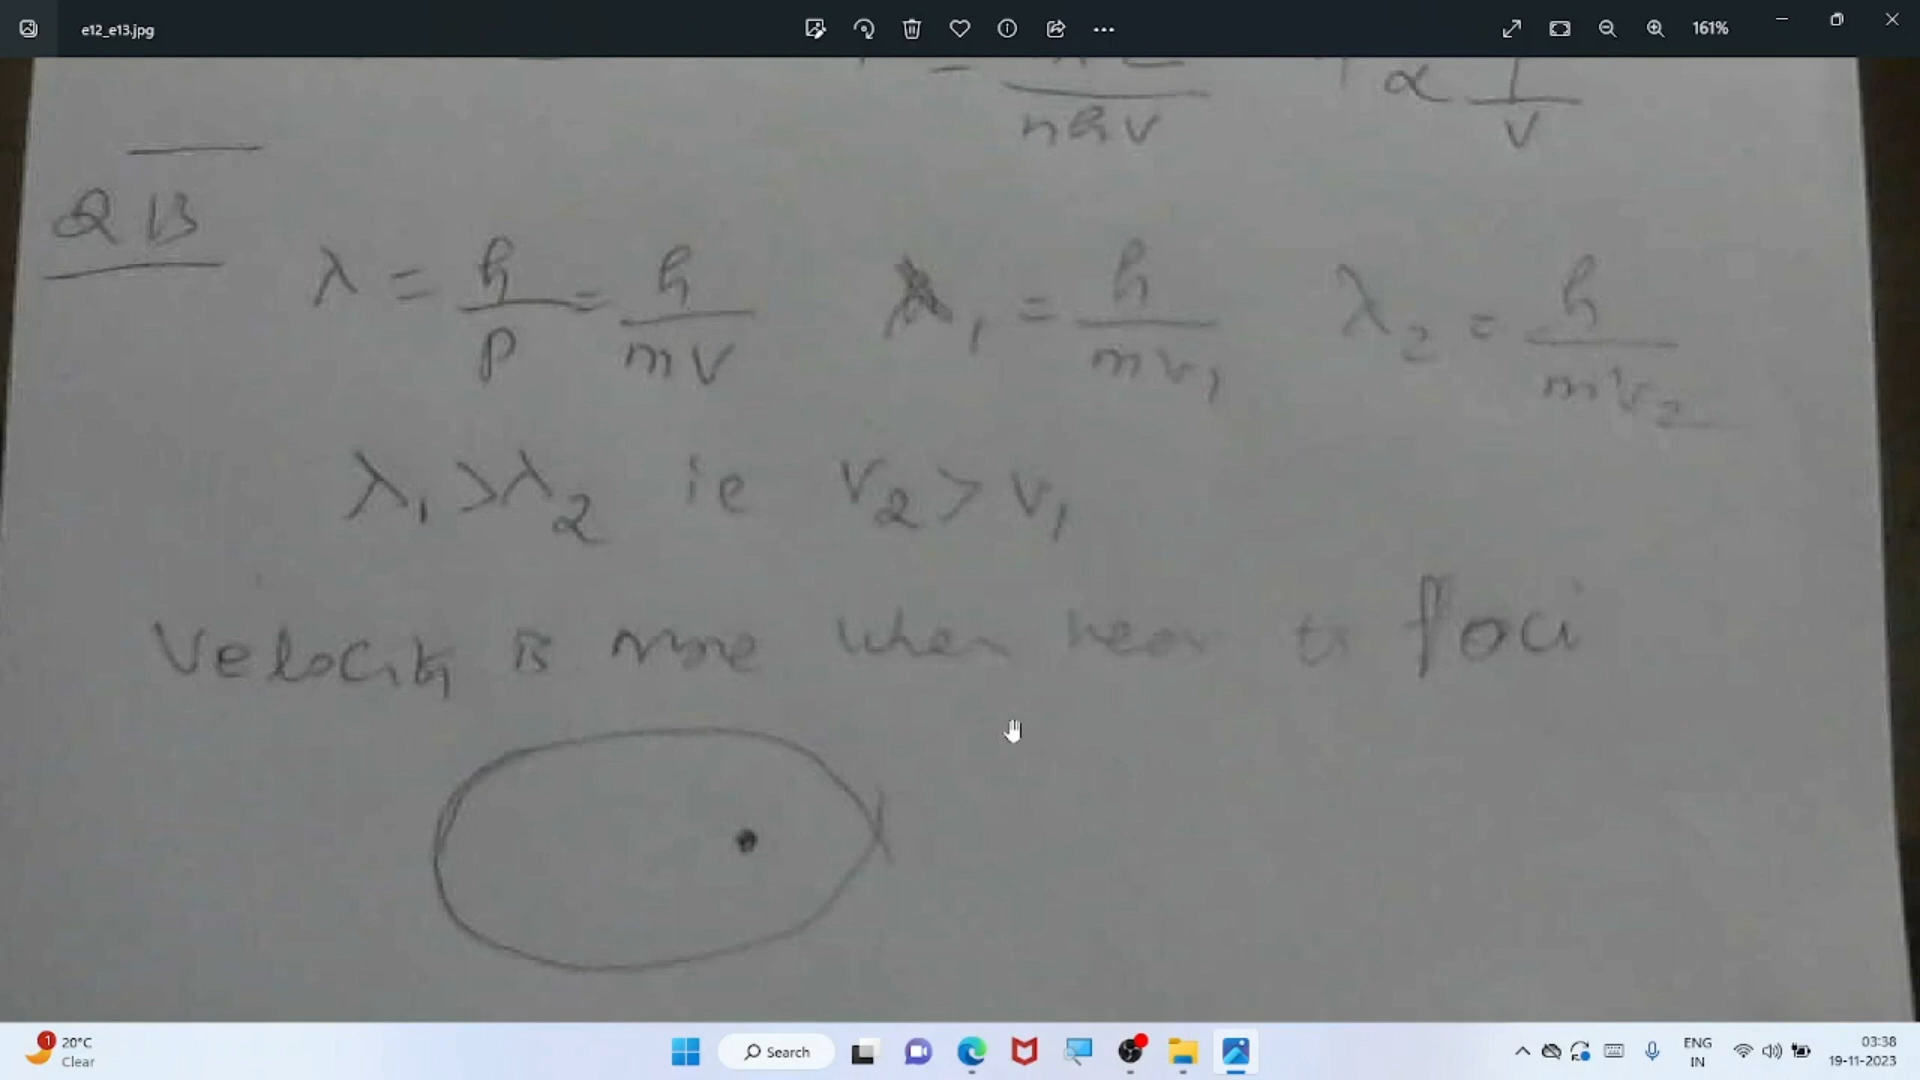 e12_e13.jpg
161%
nhv ∝ 1/v
Q 13
λ = h/p = h/mv λ₁ = h/mv₁ λ₂ = h/mv₂
λ₁ > λ₂ ie v₂ > v₁
Velocity is more when near to foci
1
20°C
Clear
Search
ENG
IN
03:38
19-11-2023